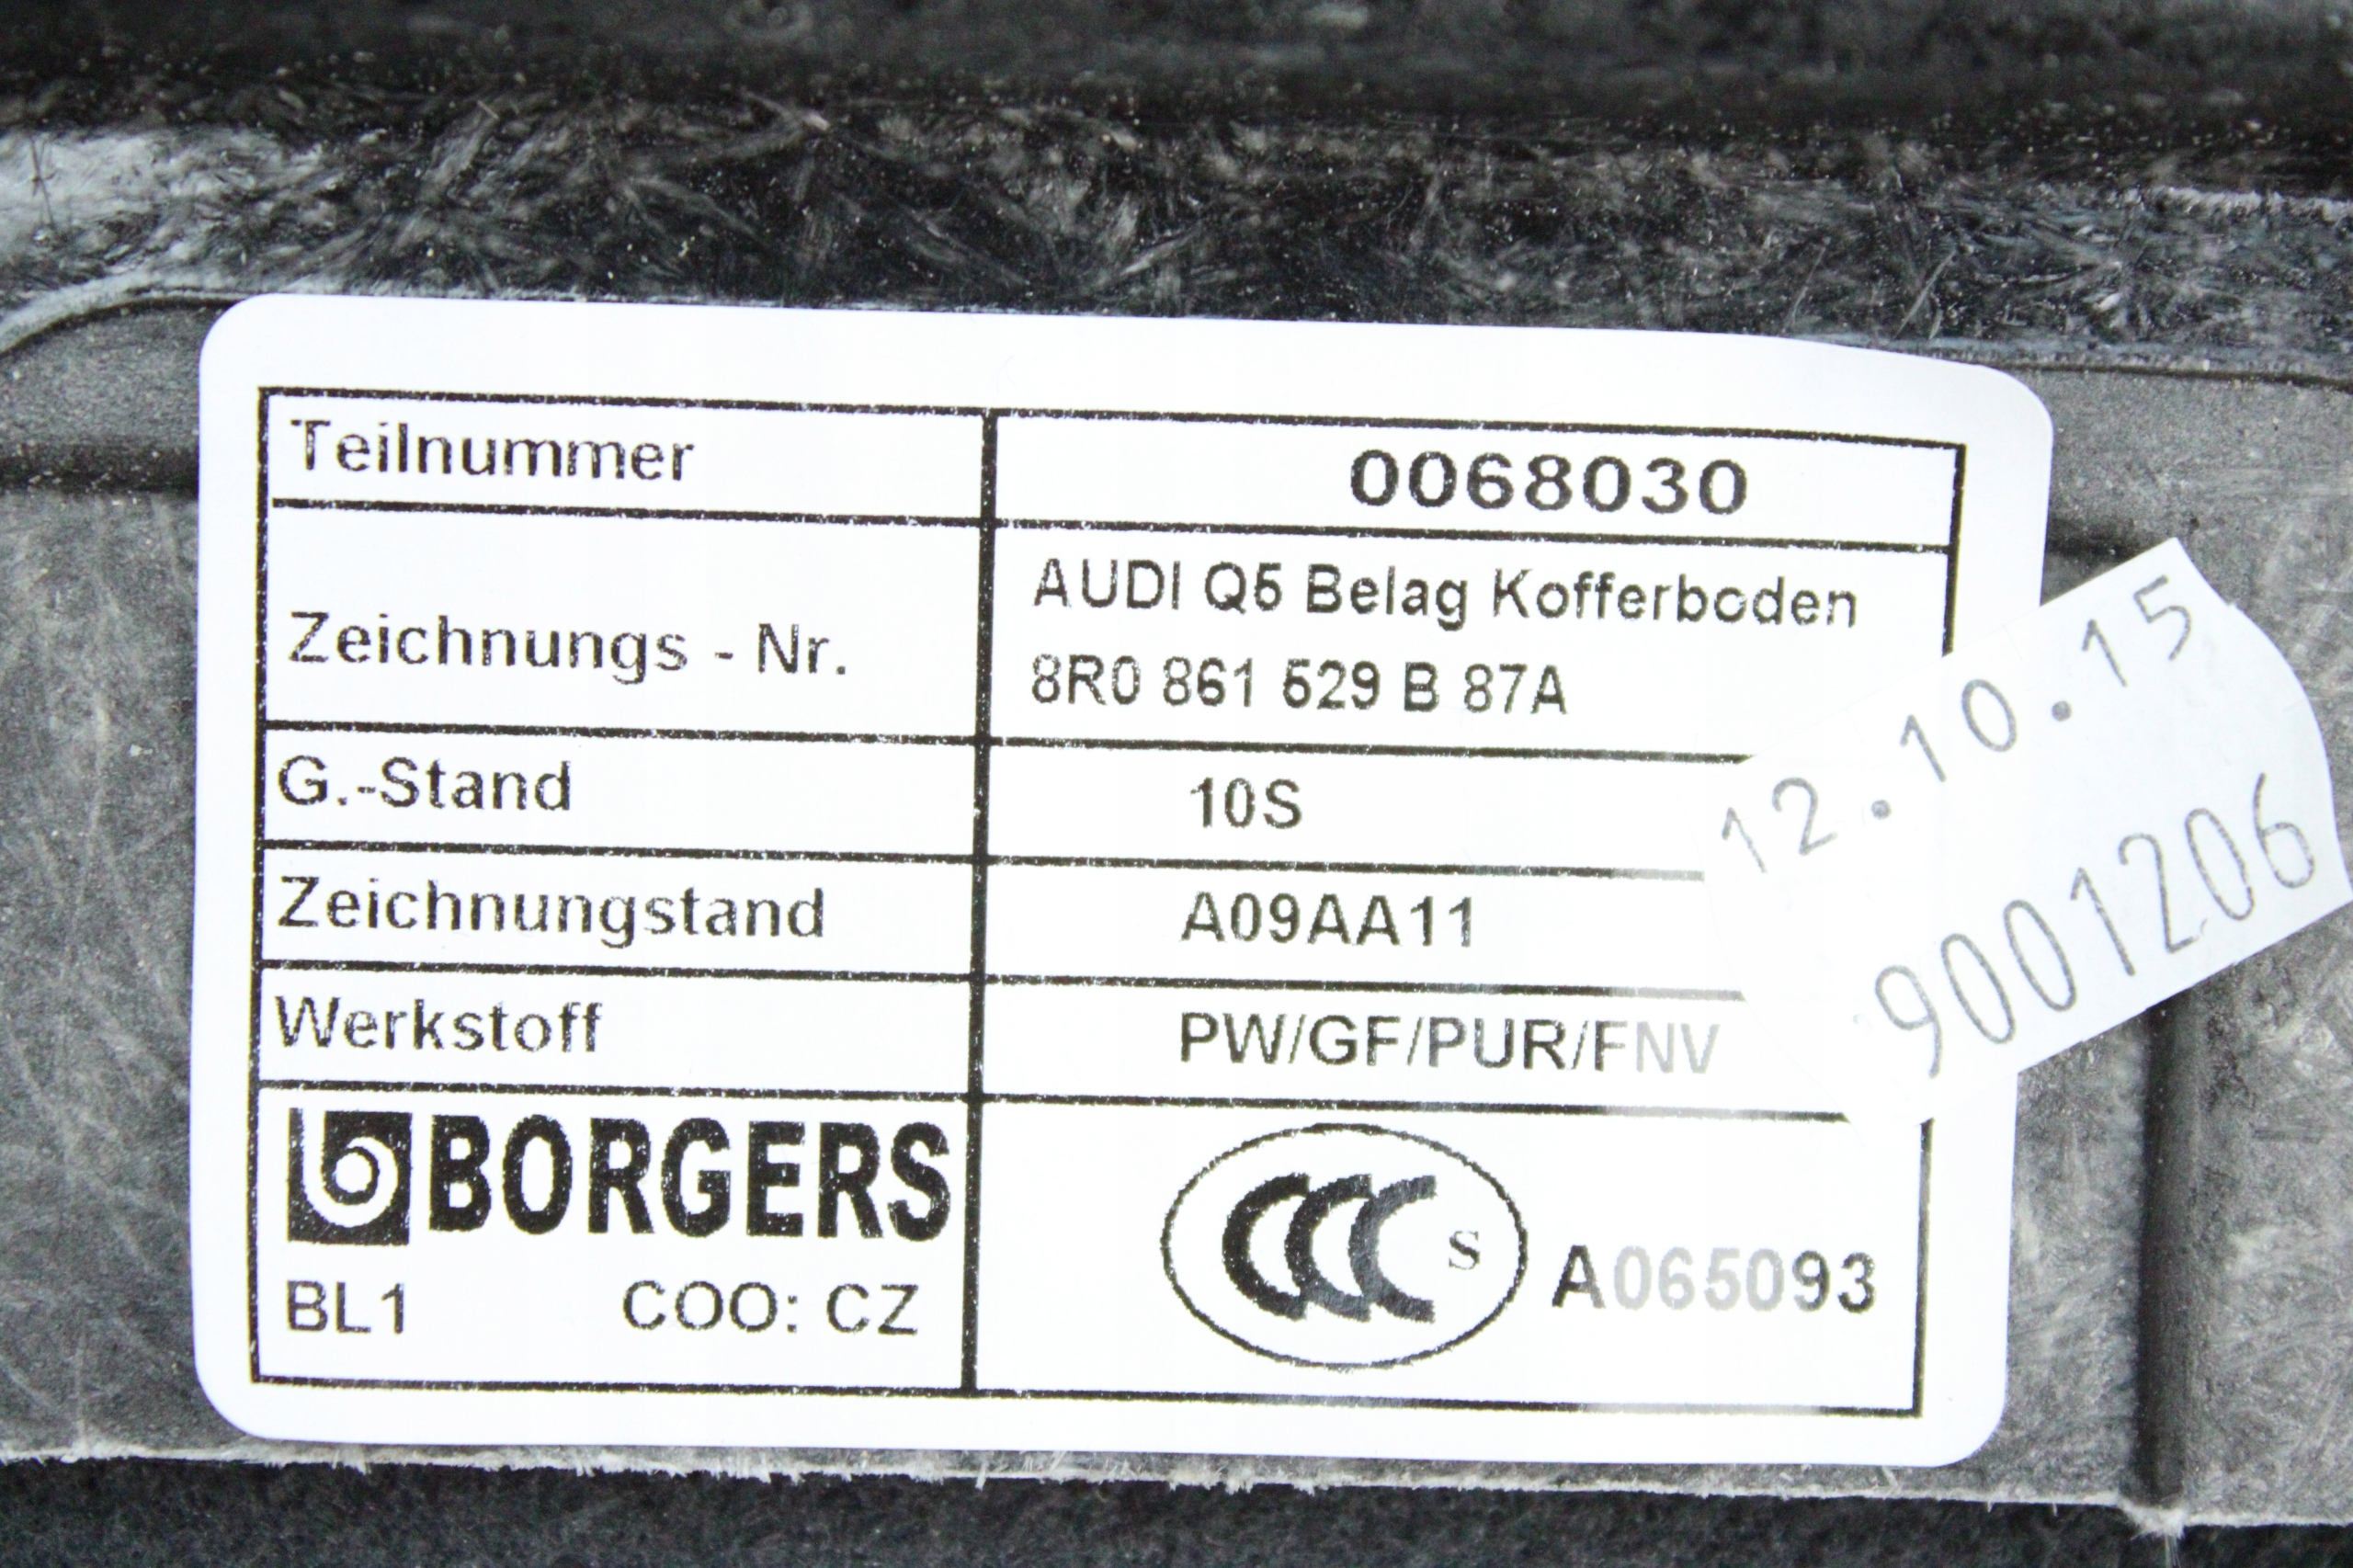 Teilnummer 0068030
Zeichnungs - Nr. AUDI Q5 Belag Kofferboden
8R0 861 529 B 87A
G.-Stand 10S
Zeichnungstand A09AA11
Werkstoff PW/GF/PUR/FNV
BORGERS
BL1 COO: CZ
CCC S A065093
12.10.15
9001206